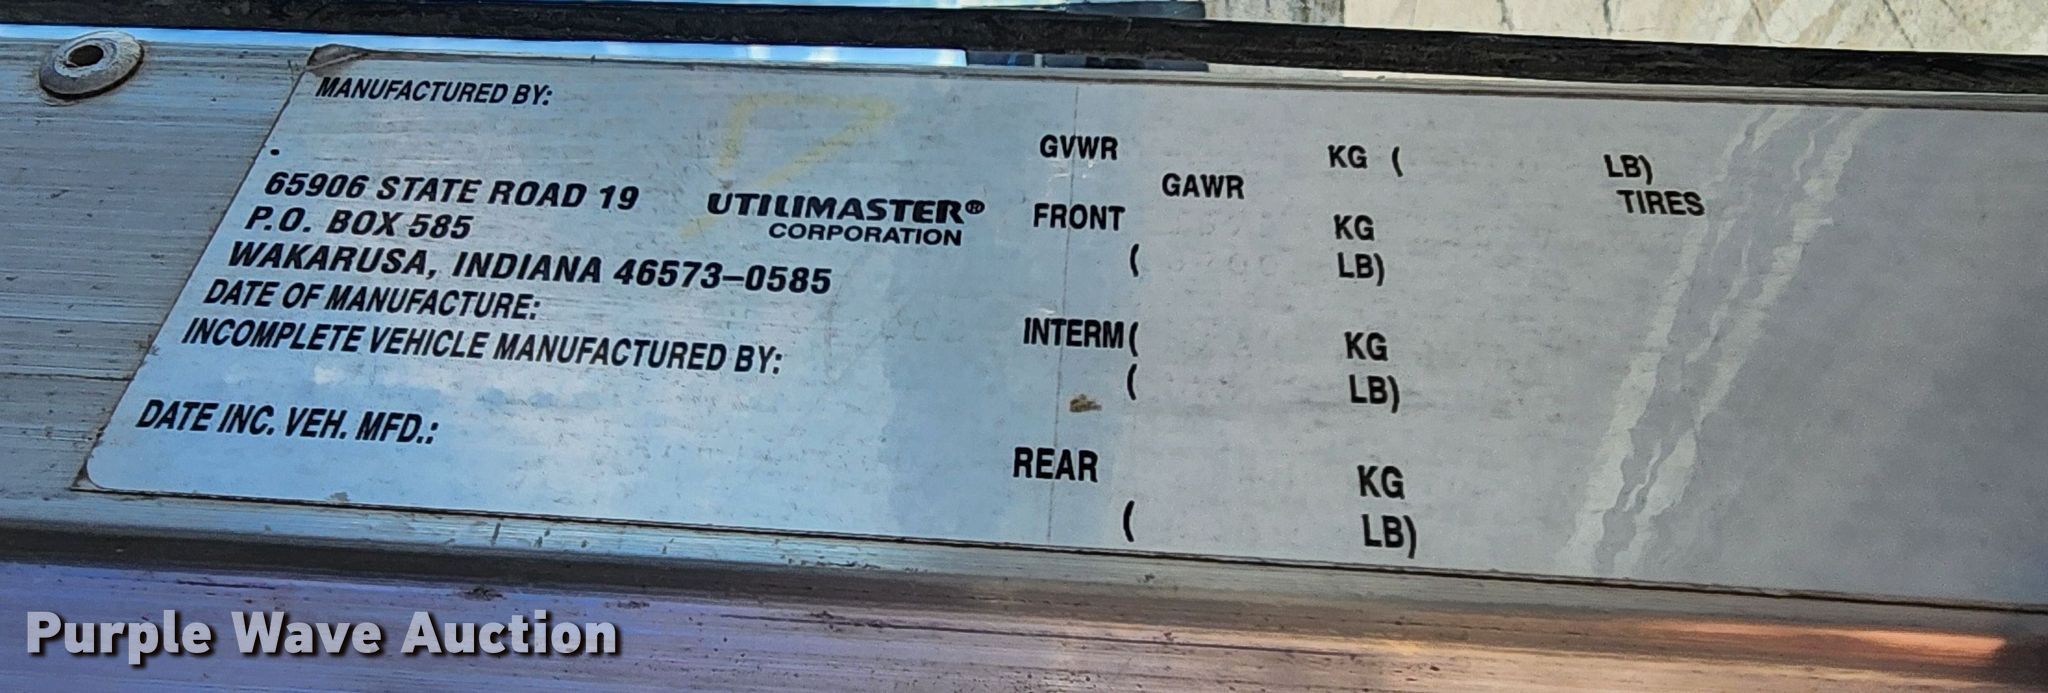 MANUFACTURED BY:
.
65906 STATE ROAD 19
P.O. BOX 585
WAKARUSA, INDIANA 46573–0585
UTILIMASTER®
CORPORATION
DATE OF MANUFACTURE:
INCOMPLETE VEHICLE MANUFACTURED BY:
DATE INC. VEH. MFD.:
GVWR KG ( LB)
GAWR TIRES
FRONT KG
( LB)
INTERM ( KG
( LB)
REAR KG
( LB)
Purple Wave Auction